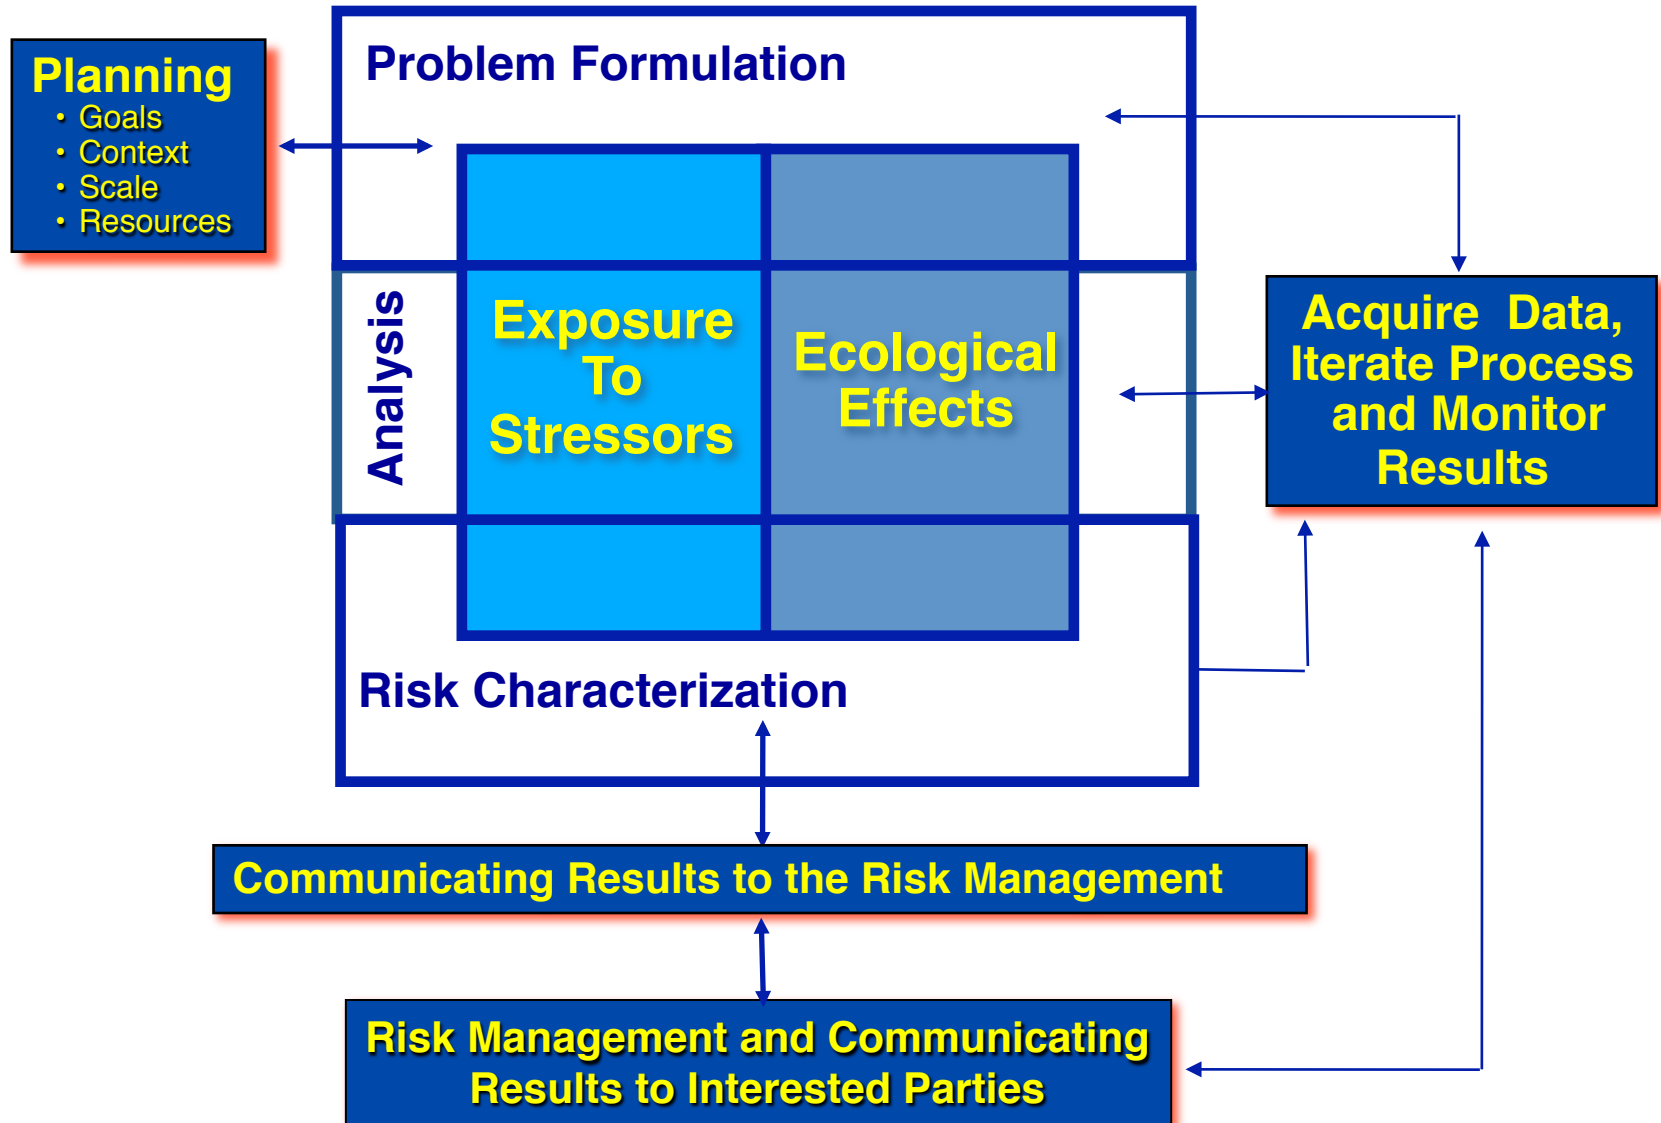 Problem Formulation
Planning
• Goals
• Context
• Scale
• Resources
Analysis
Exposure
To
Stressors
Ecological
Effects
Acquire Data,
Iterate Process
and Monitor
Results
Risk Characterization
Communicating Results to the Risk Management
Risk Management and Communicating
Results to Interested Parties